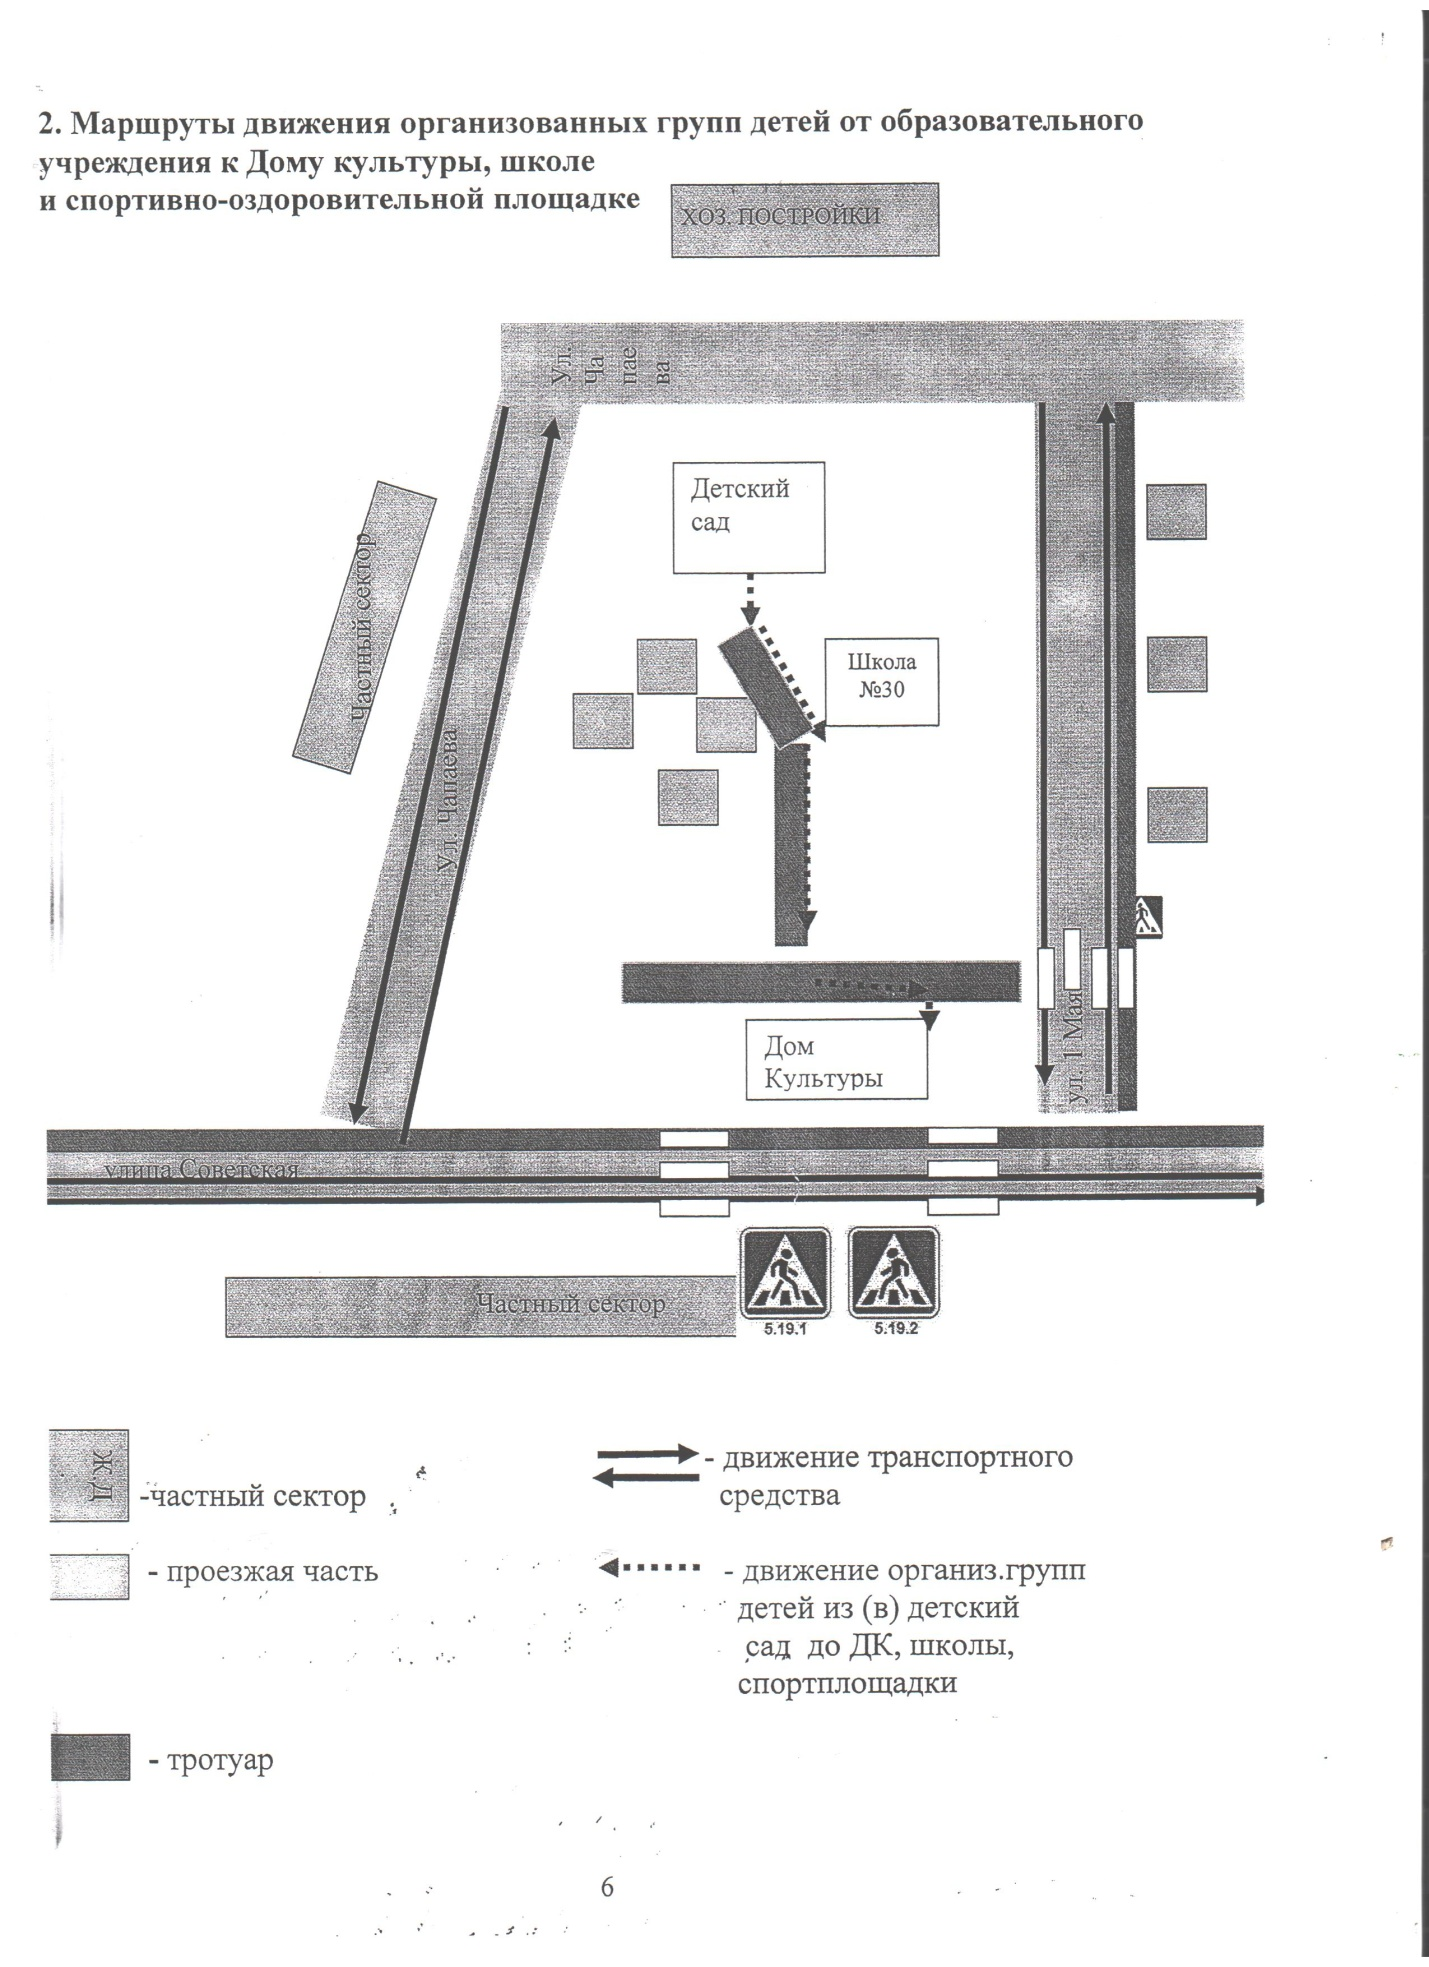 2. Маршруты движения организованных групп детей от образовательного
учреждения к Дому культуры, школе
и спортивно-оздоровительной площадке
ХОЗ. ПОСТРОЙКИ
Ул.
Ча
пае
ва
Детский
сад
Частный сектор
Школа
№30
Ул. Чапаева
ул. 1 Мая
Дом
Культуры
улица Советская
Частный сектор
5.19.1
5.19.2
Ж.Д
-частный сектор
- движение транспортного
средства
- проезжая часть
- движение организ.групп
детей из (в) детский
сад до ДК, школы,
спортплощадки
- тротуар
6